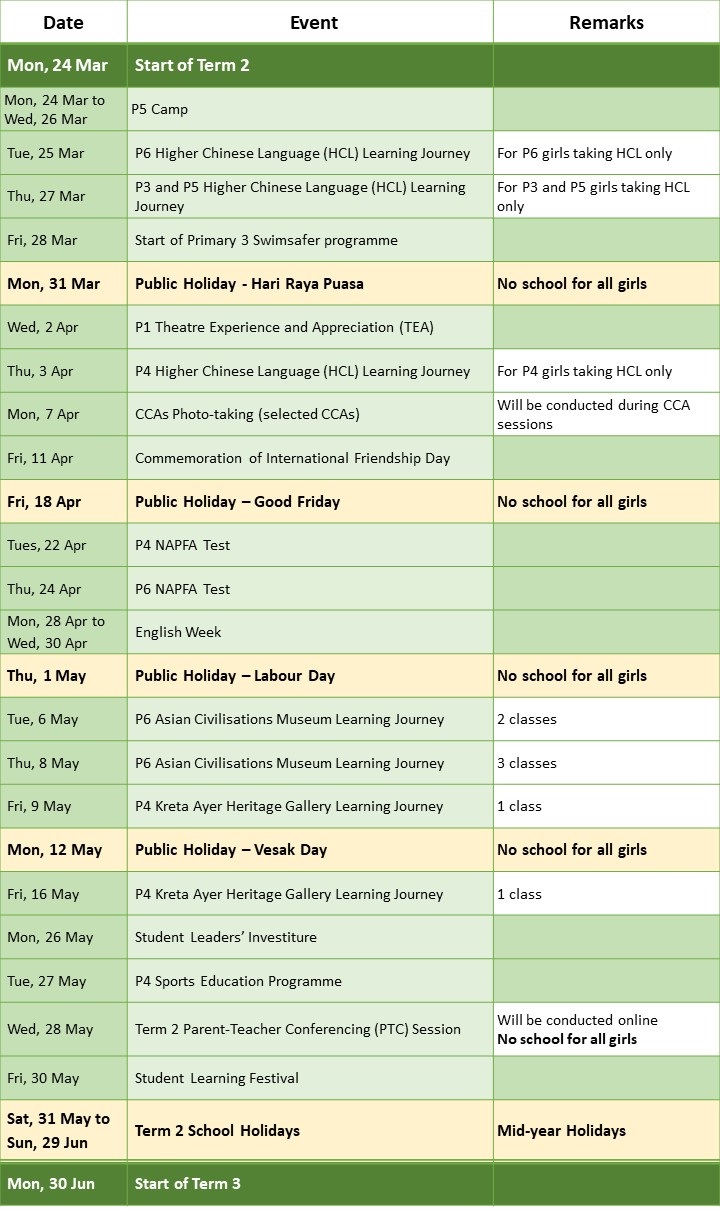 Date Event Remarks
Mon, 24 Mar Start of Term 2
Mon, 24 Mar to
Wed, 26 Mar
P5 Camp
Tue, 25 Mar P6 Higher Chinese Language (HCL) Learning Journey For P6 girls taking HCL only
Thu, 27 Mar
P3 and P5 Higher Chinese Language (HCL) Learning
Journey
For P3 and P5 girls taking HCL
only
Fri, 28 Mar Start of Primary 3 Swimsafer programme
Mon, 31 Mar Public Holiday - Hari Raya Puasa No school for all girls
Wed, 2 Apr P1 Theatre Experience and Appreciation (TEA)
Thu, 3 Apr P4 Higher Chinese Language (HCL) Learning Journey For P4 girls taking HCL only
Mon, 7 Apr CCAs Photo-taking (selected CCAs)
Will be conducted during CCA
sessions
Fri, 11 Apr Commemoration of International Friendship Day
Fri, 18 Apr Public Holiday – Good Friday No school for all girls
Tues, 22 Apr P4 NAPFA Test
Thu, 24 Apr P6 NAPFA Test
Mon, 28 Apr to
Wed, 30 Apr
English Week
Thu, 1 May Public Holiday – Labour Day No school for all girls
Tue, 6 May P6 Asian Civilisations Museum Learning Journey 2 classes
Thu, 8 May P6 Asian Civilisations Museum Learning Journey 3 classes
Fri, 9 May P4 Kreta Ayer Heritage Gallery Learning Journey 1 class
Mon, 12 May Public Holiday – Vesak Day No school for all girls
Fri, 16 May P4 Kreta Ayer Heritage Gallery Learning Journey 1 class
Mon, 26 May Student Leaders’ Investiture
Tue, 27 May P4 Sports Education Programme
Wed, 28 May Term 2 Parent-Teacher Conferencing (PTC) Session
Will be conducted online
No school for all girls
Fri, 30 May Student Learning Festival
Sat, 31 May to
Sun, 29 Jun
Term 2 School Holidays Mid-year Holidays
Mon, 30 Jun Start of Term 3